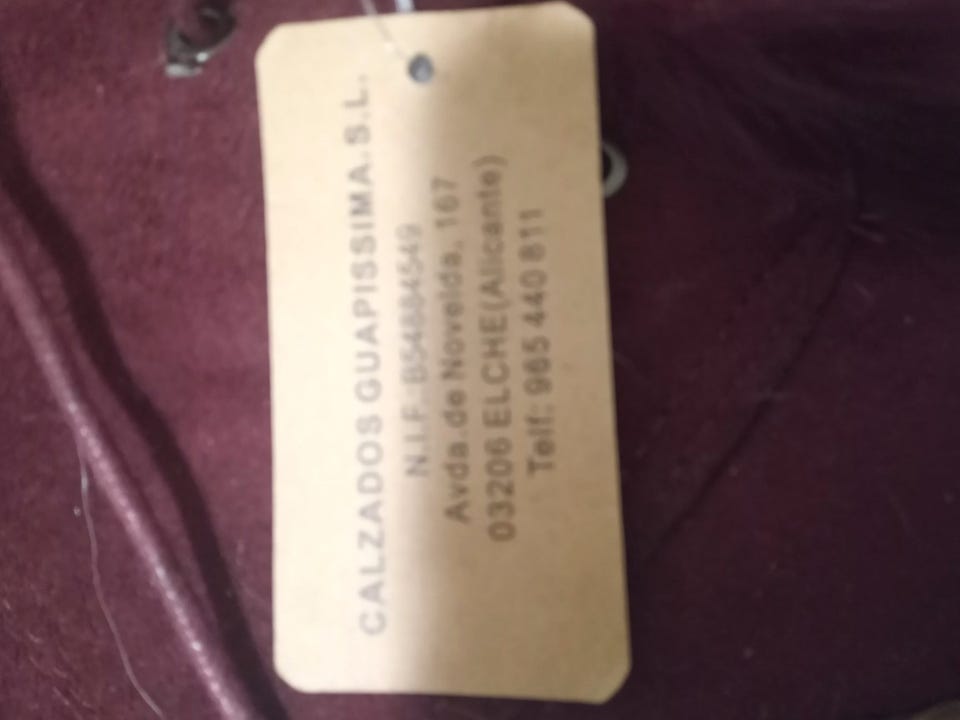 CALZADOS GUAPISSIMA.S.L.
N.I.F. B54884549
Avda.de Novelda, 167
03206 ELCHE(Alicante)
Telf: 965 440 811